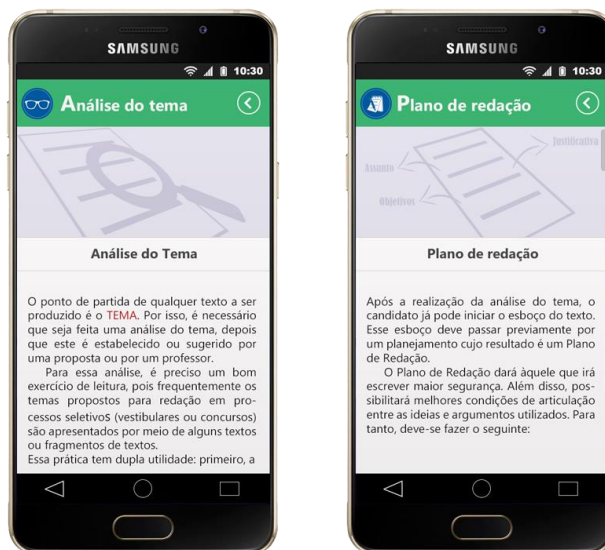 SAMSUNG
10:30
Análise do tema
Análise do Tema
O ponto de partida de qualquer texto a ser
produzido é o TEMA. Por isso, é necessário
que seja feita uma análise do tema, depois
que este é estabelecido ou sugerido por
uma proposta ou por um professor.
Para essa análise, é preciso um bom
exercício de leitura, pois frequentemente os
temas propostos para redação em pro-
cessos seletivos (vestibulares ou concursos)
são apresentados por meio de alguns textos
ou fragmentos de textos.
Essa prática tem dupla utilidade: primeiro, a
SAMSUNG
10:30
Plano de redação
Justificativa
Assunto
Objetivos
Plano de redação
Após a realização da análise do tema, o
candidato já pode iniciar o esboço do texto.
Esse esboço deve passar previamente por
um planejamento cujo resultado é um Plano
de Redação.
O Plano de Redação dará àquele que irá
escrever maior segurança. Além disso, pos-
sibilitará melhores condições de articulação
entre as ideias e argumentos utilizados. Para
tanto, deve-se fazer o seguinte: